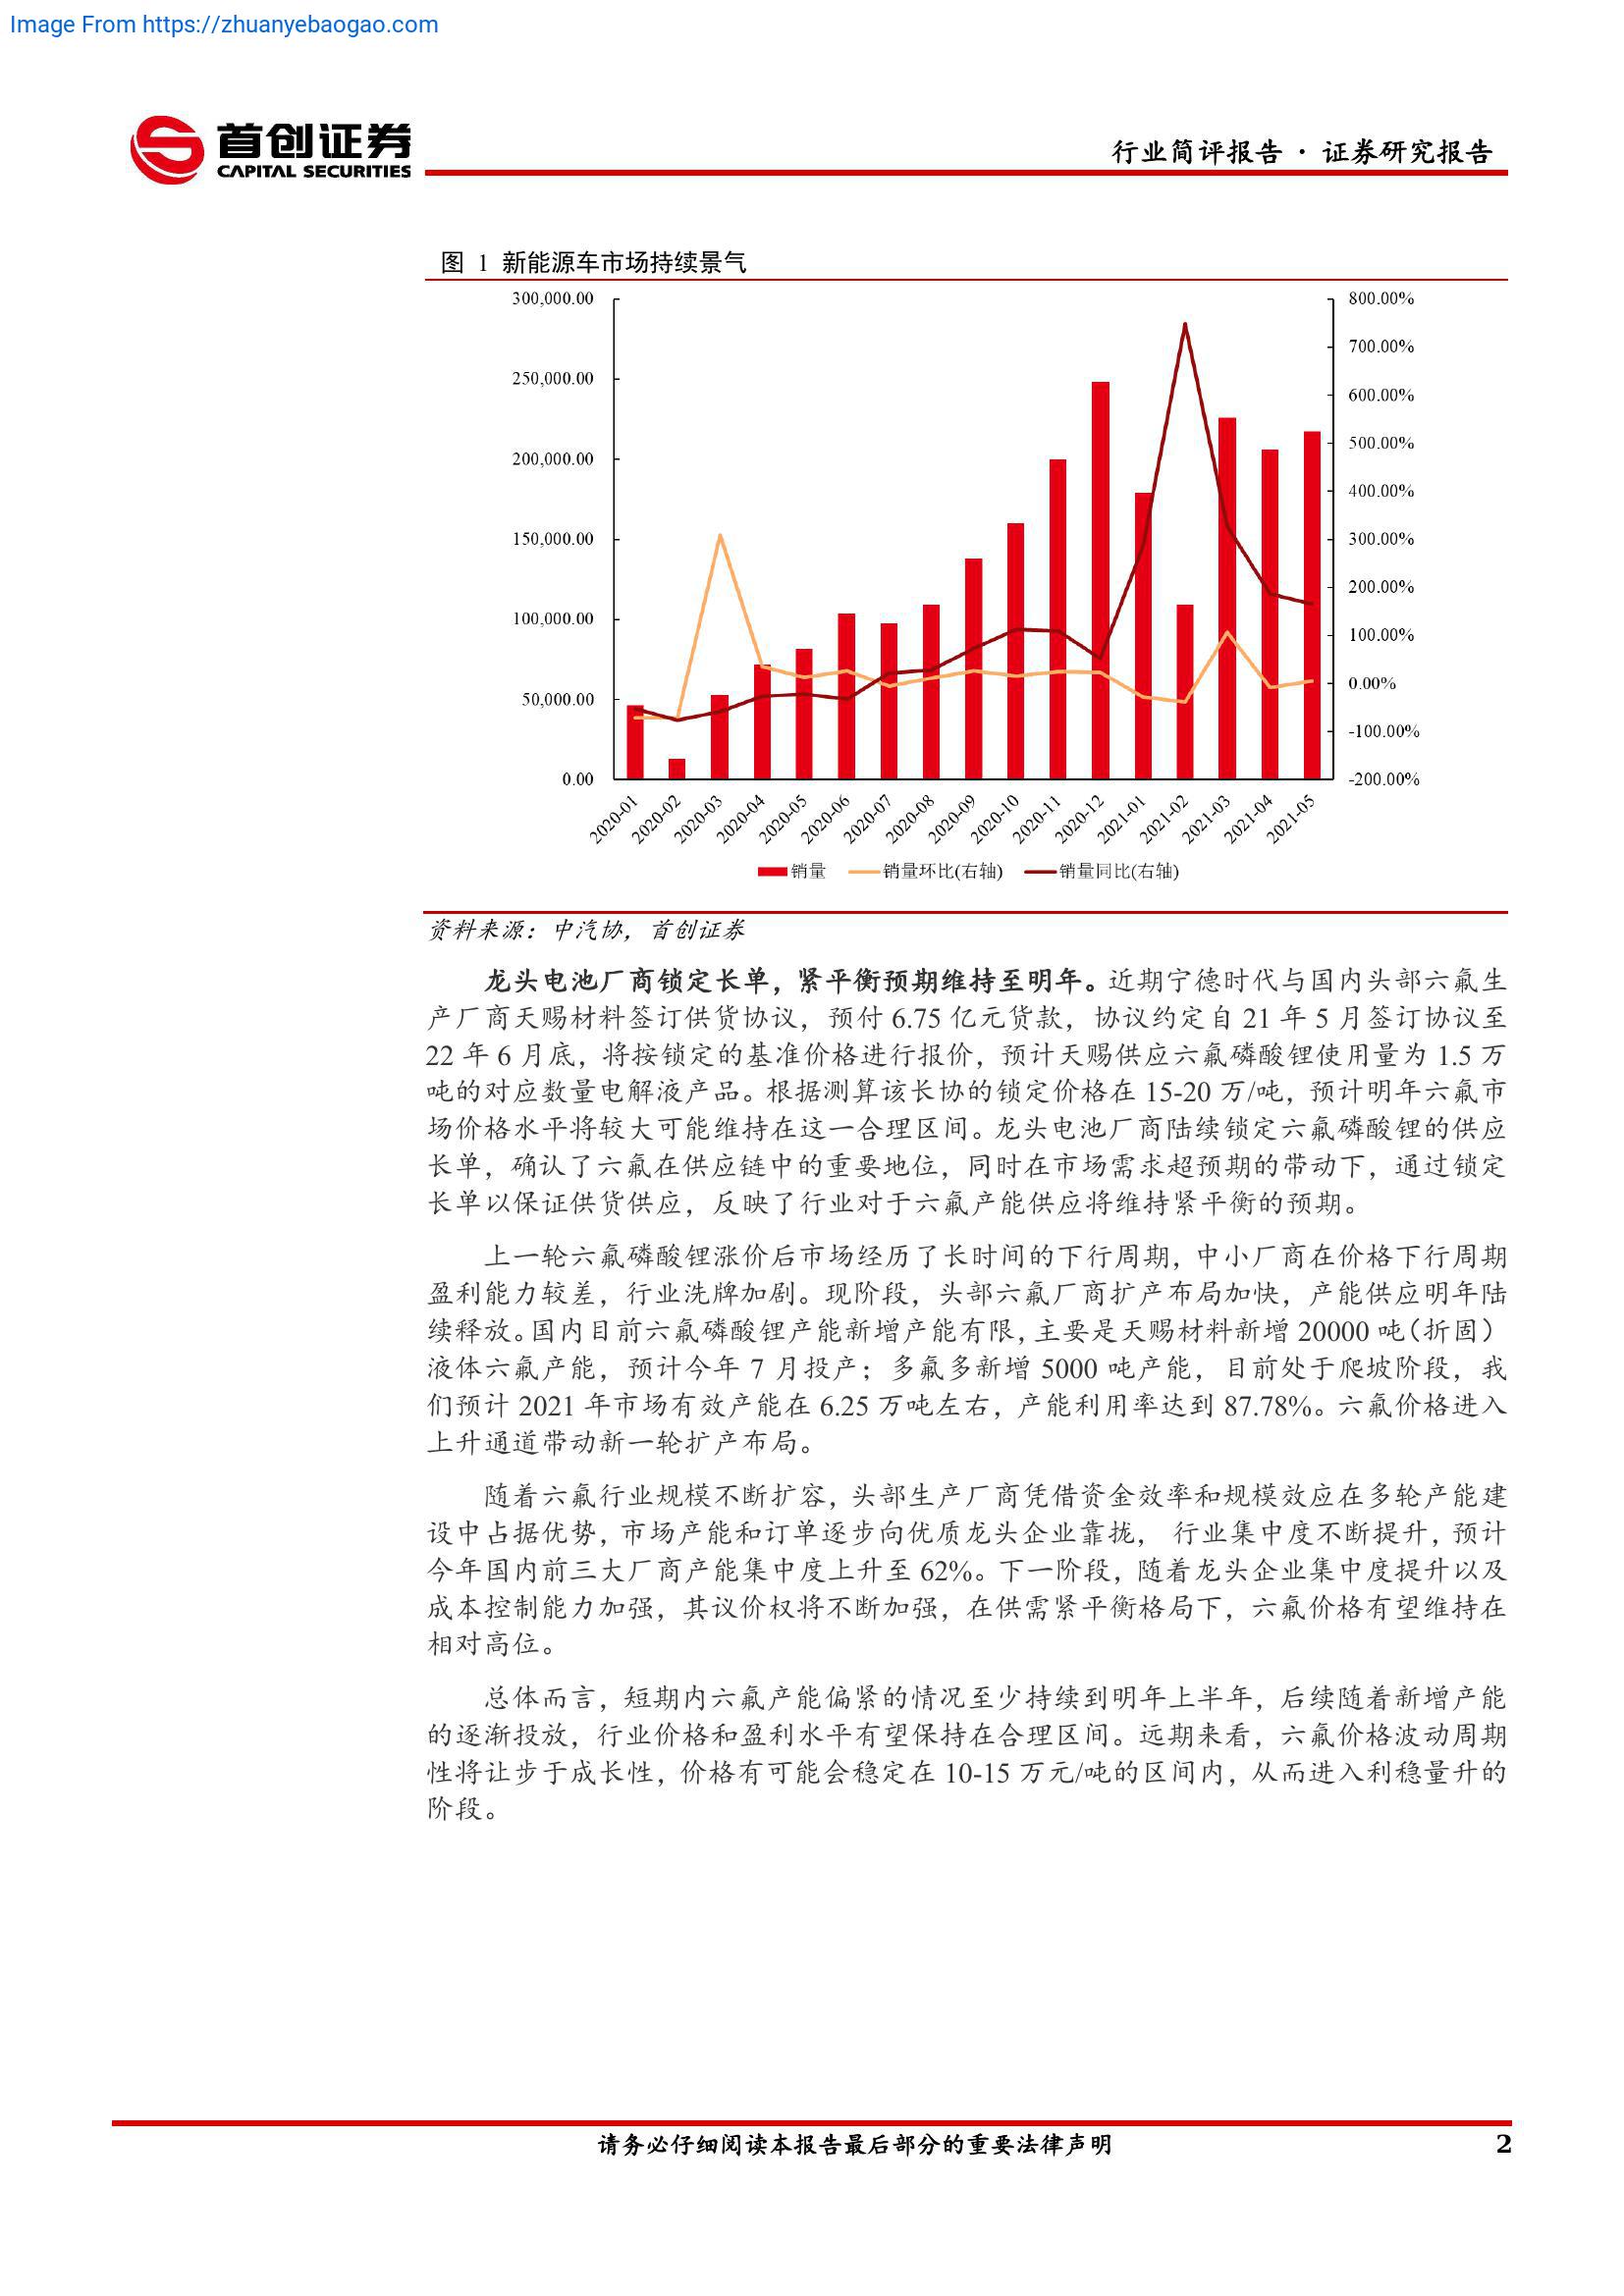 Image From https://zhuanyebaogao.com
首创证券
CAPITAL SECURITIES
行业简评报告 · 证券研究报告
图 1 新能源车市场持续景气
300,000.00
250,000.00
200,000.00
150,000.00
100,000.00
50,000.00
0.00
800.00%
700.00%
600.00%
500.00%
400.00%
300.00%
200.00%
100.00%
0.00%
-100.00%
-200.00%
2020-01
2020-02
2020-03
2020-04
2020-05
2020-06
2020-07
2020-08
2020-09
2020-10
2020-11
2020-12
2021-01
2021-02
2021-03
2021-04
2021-05
销量 销量环比(右轴) 销量同比(右轴)
资料来源：中汽协，首创证券
龙头电池厂商锁定长单，紧平衡预期维持至明年。近期宁德时代与国内头部六氟生
产厂商天赐材料签订供货协议，预付 6.75 亿元货款，协议约定自 21 年 5 月签订协议至
22 年 6 月底，将按锁定的基准价格进行报价，预计天赐供应六氟磷酸锂使用量为 1.5 万
吨的对应数量电解液产品。根据测算该长协的锁定价格在 15-20 万/吨，预计明年六氟市
场价格水平将较大可能维持在这一合理区间。龙头电池厂商陆续锁定六氟磷酸锂的供应
长单，确认了六氟在供应链中的重要地位，同时在市场需求超预期的带动下，通过锁定
长单以保证供货供应，反映了行业对于六氟产能供应将维持紧平衡的预期。
上一轮六氟磷酸锂涨价后市场经历了长时间的下行周期，中小厂商在价格下行周期
盈利能力较差，行业洗牌加剧。现阶段，头部六氟厂商扩产布局加快，产能供应明年陆
续释放。国内目前六氟磷酸锂产能新增产能有限，主要是天赐材料新增 20000 吨（折固）
液体六氟产能，预计今年 7 月投产；多氟多新增 5000 吨产能，目前处于爬坡阶段，我
们预计 2021 年市场有效产能在 6.25 万吨左右，产能利用率达到 87.78%。六氟价格进入
上升通道带动新一轮扩产布局。
随着六氟行业规模不断扩容，头部生产厂商凭借资金效率和规模效应在多轮产能建
设中占据优势，市场产能和订单逐步向优质龙头企业靠拢， 行业集中度不断提升，预计
今年国内前三大厂商产能集中度上升至 62%。下一阶段，随着龙头企业集中度提升以及
成本控制能力加强，其议价权将不断加强，在供需紧平衡格局下，六氟价格有望维持在
相对高位。
总体而言，短期内六氟产能偏紧的情况至少持续到明年上半年，后续随着新增产能
的逐渐投放，行业价格和盈利水平有望保持在合理区间。远期来看，六氟价格波动周期
性将让步于成长性，价格有可能会稳定在 10-15 万元/吨的区间内，从而进入利稳量升的
阶段。
请务必仔细阅读本报告最后部分的重要法律声明
2